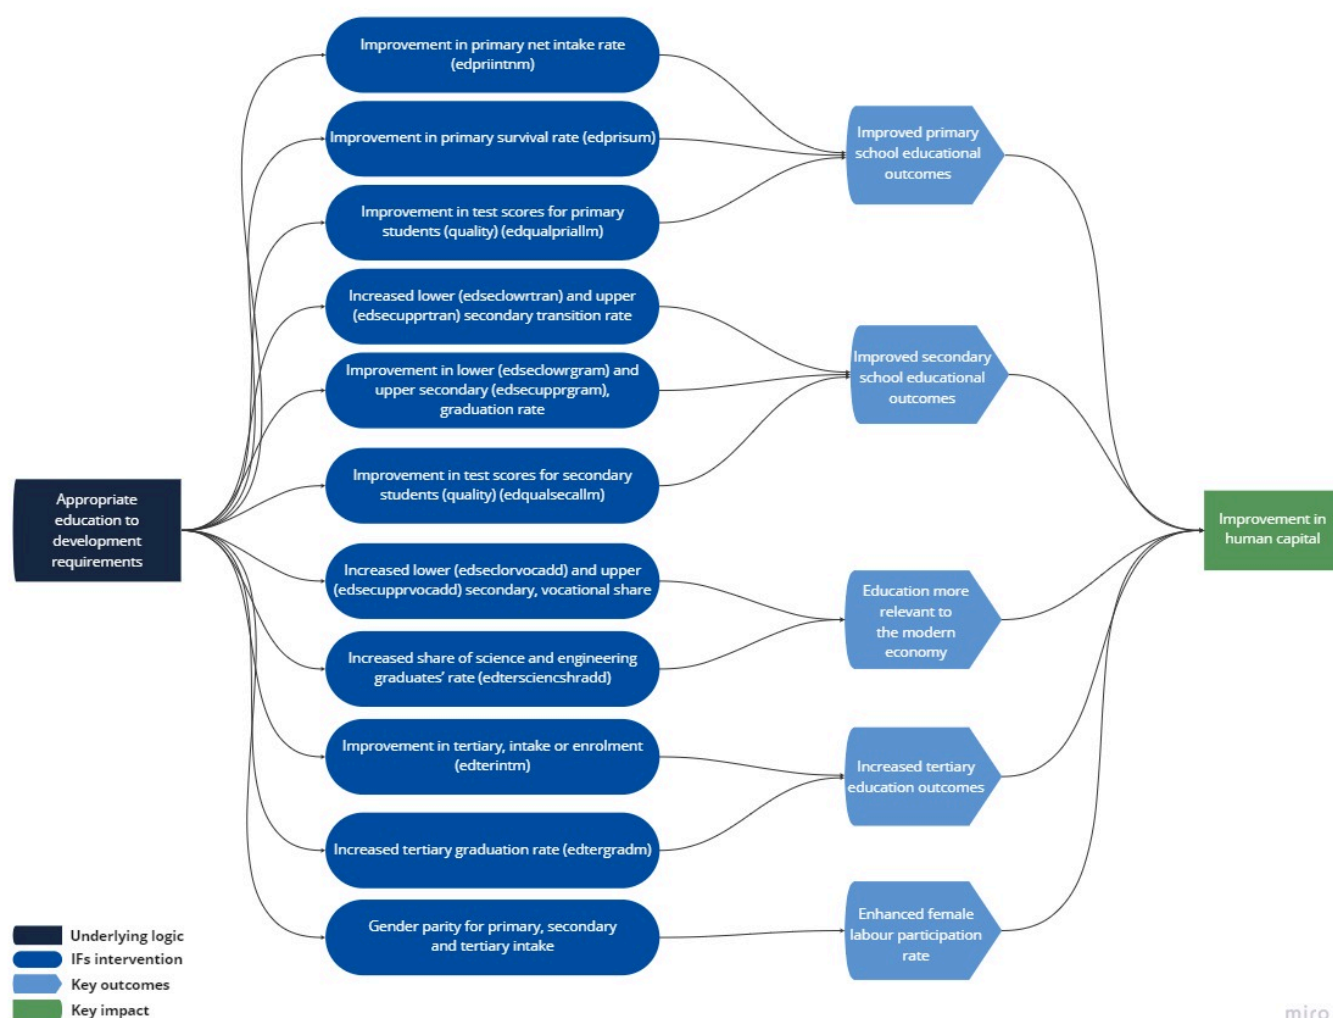 Improvement in primary net intake rate
(edpriintnm)
Improvement in primary survival rate (edprisum)
Improvement in test scores for primary
students (quality) (edqualpriallm)
Increased lower (edseclowrtran) and upper
(edsecupprtran) secondary transition rate
Improvement in lower (edseclowrgram) and
upper secondary (edsecupprgram),
graduation rate
Improvement in test scores for secondary
students (quality) (edqualsecallm)
Increased lower (edseclorvocadd) and upper
(edsecupprvocadd) secondary, vocational share
Increased share of science and engineering
graduates’ rate (edtersciencshradd)
Improvement in tertiary, intake or enrolment
(edterintm)
Increased tertiary graduation rate (edtergradm)
Gender parity for primary, secondary
and tertiary intake
Appropriate
education to
development
requirements
Improved primary
school educational
outcomes
Improved secondary
school educational
outcomes
Education more
relevant to
the modern
economy
Increased tertiary
education outcomes
Enhanced female
labour participation
rate
Improvement in
human capital
Underlying logic
IFs intervention
Key outcomes
Key impact
miro